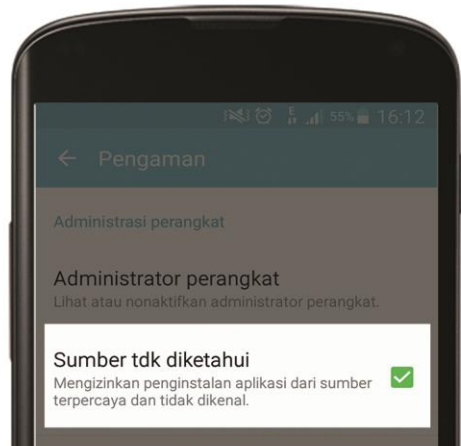 55% 16:12
← Pengaman
Administrasi perangkat
Administrator perangkat
Lihat atau nonaktifkan administrator perangkat.
Sumber tdk diketahui
Mengizinkan penginstalan aplikasi dari sumber
terpercaya dan tidak dikenal.